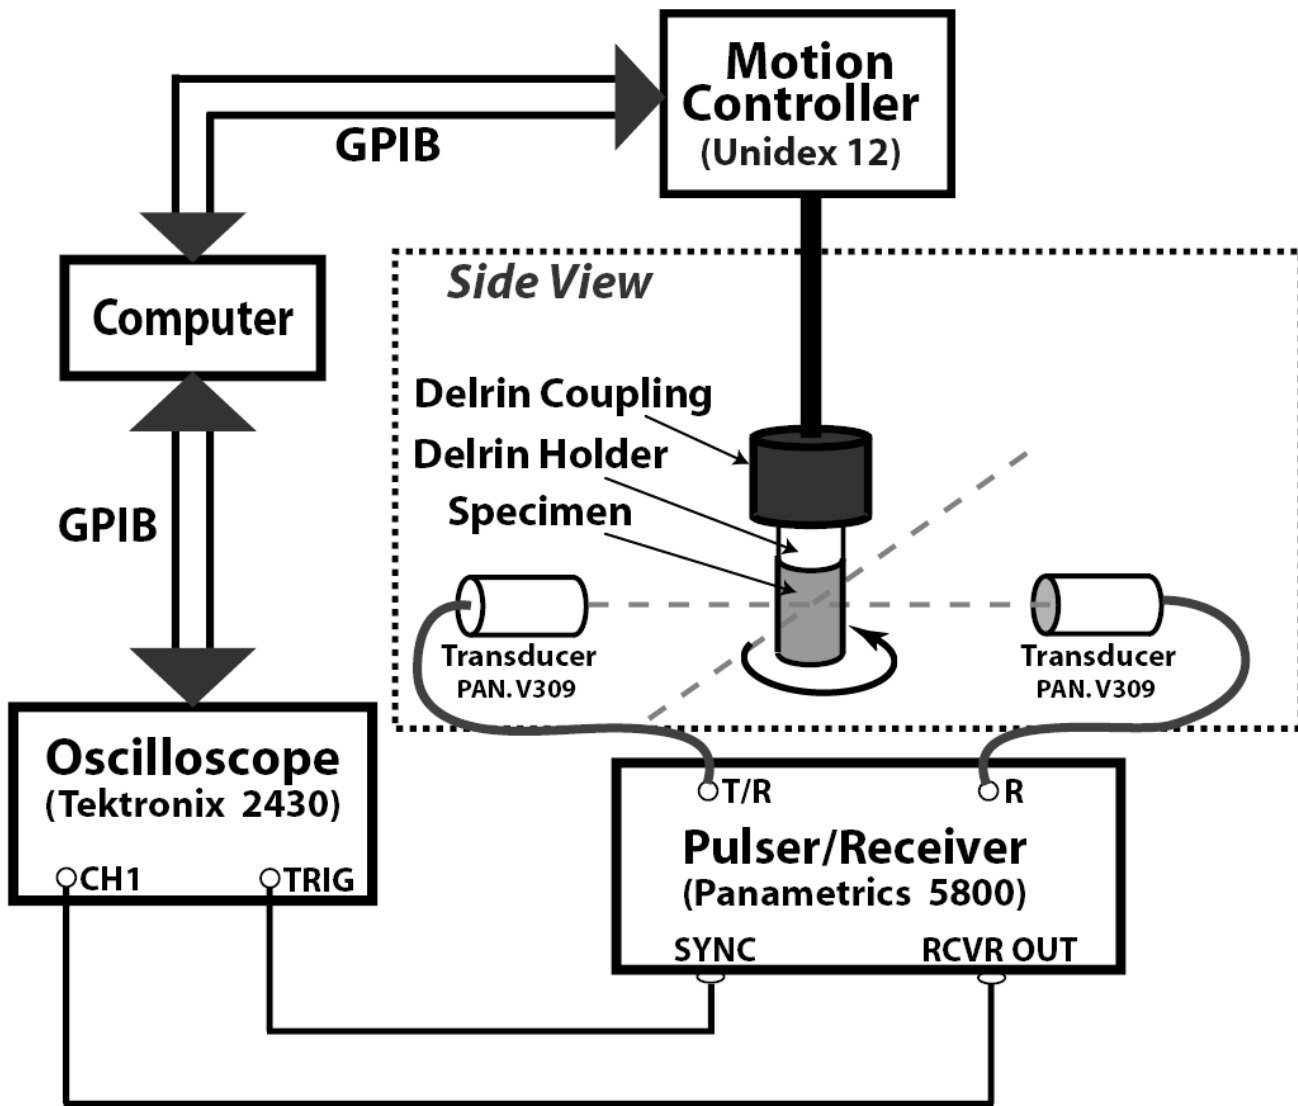 Motion
Controller
(Unidex 12)
GPIB
Side View
Computer
Delrin Coupling
Delrin Holder
Specimen
GPIB
Transducer
PAN. V309
Transducer
PAN. V309
Oscilloscope
(Tektronix 2430)
CH1
TRIG
T/R
R
Pulser/Receiver
(Panametrics 5800)
SYNC
RCVR OUT